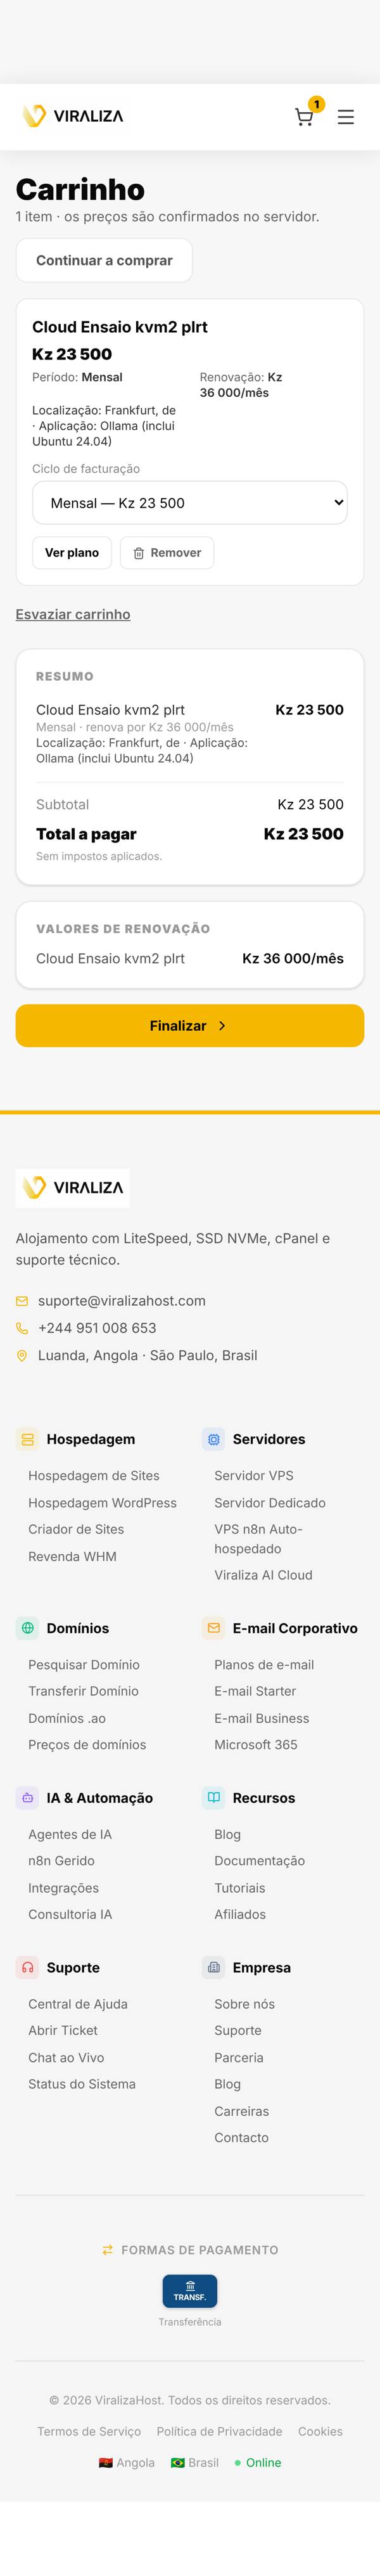 VIRALIZA
1
Carrinho
1 item · os preços são confirmados no servidor.
Continuar a comprar
Cloud Ensaio kvm2 plrt
Kz 23 500
Período: Mensal
Renovação: Kz
36 000/mês
Localização: Frankfurt, de
· Aplicação: Ollama (inclui
Ubuntu 24.04)
Ciclo de facturação
Mensal — Kz 23 500
Ver plano
Remover
Esvaziar carrinho
RESUMO
Cloud Ensaio kvm2 plrt Kz 23 500
Mensal · renova por Kz 36 000/mês
Localização: Frankfurt, de · Aplicação:
Ollama (inclui Ubuntu 24.04)
Subtotal Kz 23 500
Total a pagar Kz 23 500
Sem impostos aplicados.
VALORES DE RENOVAÇÃO
Cloud Ensaio kvm2 plrt Kz 36 000/mês
Finalizar
VIRALIZA
Alojamento com LiteSpeed, SSD NVMe, cPanel e
suporte técnico.
suporte@viralizahost.com
+244 951 008 653
Luanda, Angola · São Paulo, Brasil
Hospedagem
Hospedagem de Sites
Hospedagem WordPress
Criador de Sites
Revenda WHM
Servidores
Servidor VPS
Servidor Dedicado
VPS n8n Auto-
hospedado
Viraliza AI Cloud
Domínios
Pesquisar Domínio
Transferir Domínio
Domínios .ao
Preços de domínios
E-mail Corporativo
Planos de e-mail
E-mail Starter
E-mail Business
Microsoft 365
IA & Automação
Agentes de IA
n8n Gerido
Integrações
Consultoria IA
Recursos
Blog
Documentação
Tutoriais
Afiliados
Suporte
Central de Ajuda
Abrir Ticket
Chat ao Vivo
Status do Sistema
Empresa
Sobre nós
Suporte
Parceria
Blog
Carreiras
Contacto
FORMAS DE PAGAMENTO
TRANSF.
Transferência
© 2026 ViralizaHost. Todos os direitos reservados.
Termos de Serviço Política de Privacidade Cookies
Angola Brasil Online